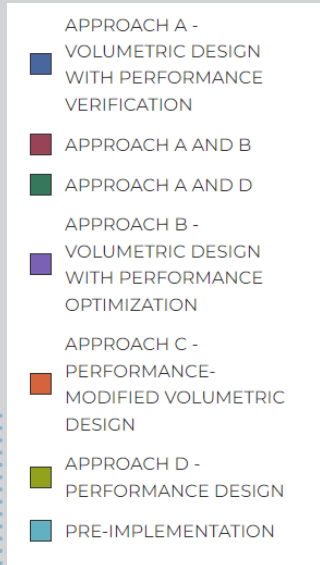 APPROACH A -
VOLUMETRIC DESIGN
WITH PERFORMANCE
VERIFICATION
APPROACH A AND B
APPROACH A AND D
APPROACH B -
VOLUMETRIC DESIGN
WITH PERFORMANCE
OPTIMIZATION
APPROACH C -
PERFORMANCE-
MODIFIED VOLUMETRIC
DESIGN
APPROACH D -
PERFORMANCE DESIGN
PRE-IMPLEMENTATION